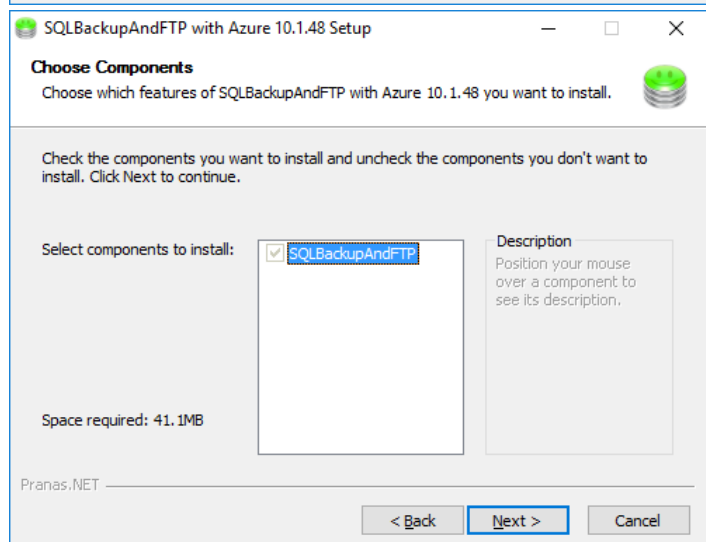 SQLBackupAndFTP with Azure 10.1.48 Setup
Choose Components
Choose which features of SQLBackupAndFTP with Azure 10.1.48 you want to install.
Check the components you want to install and uncheck the components you don't want to
install. Click Next to continue.
Select components to install:
SQLBackupAndFTP
Description
Position your mouse
over a component to
see its description.
Space required: 41.1MB
Pranas.NET
< Back
Next >
Cancel